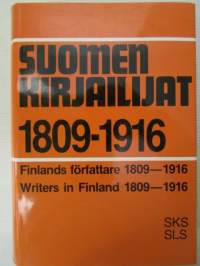 SUOMEN
KIRJAILIJAT
1809-1916
Finlands författare 1809—1916
Writers in Finland 1809—1916
SKS
SLS